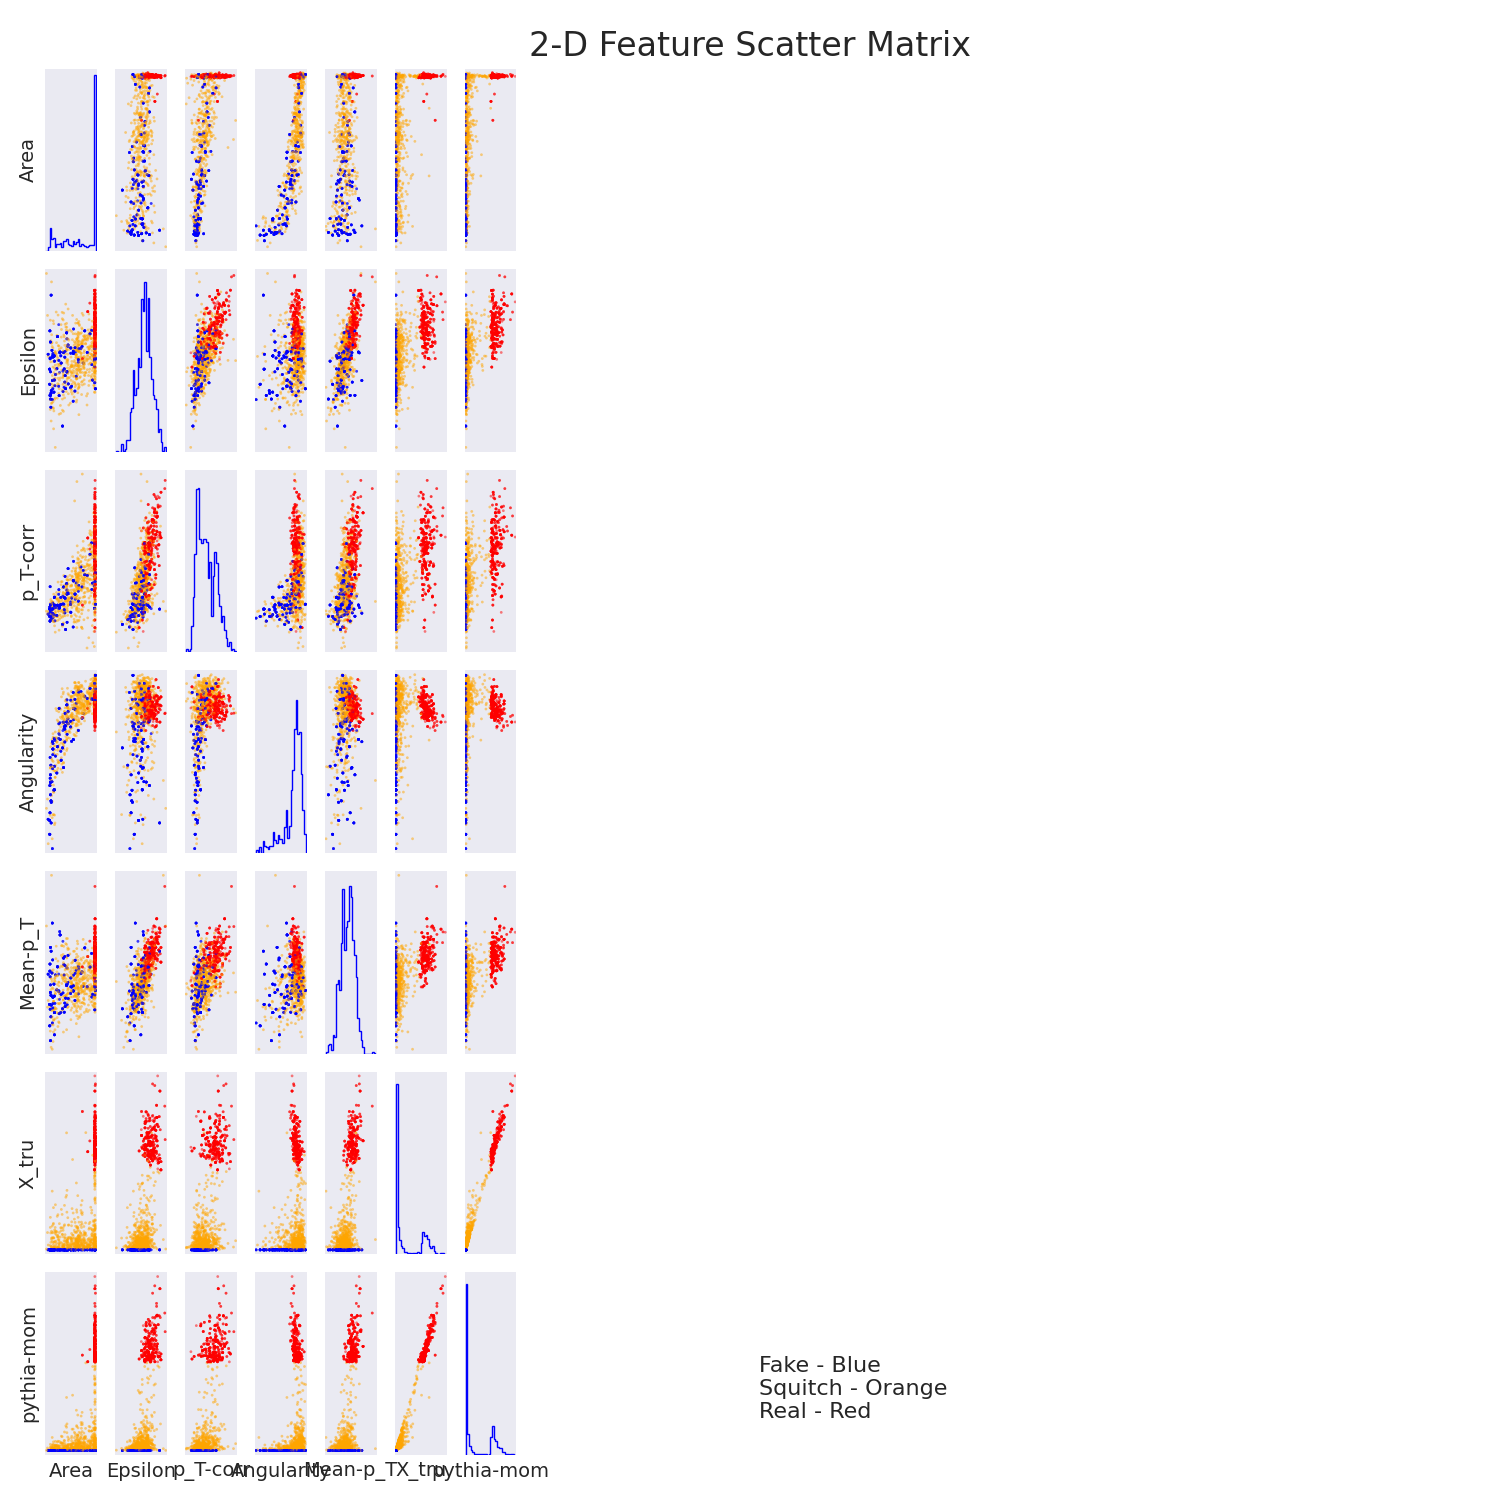 2-D Feature Scatter Matrix
Area
Epsilon
p_T-corr
Angularity
Mean-p_T
X_tru
pythia-mom
Fake - Blue
Squitch - Orange
Real - Red
Area Epsilon p_T-corr Angularity Mean-p_T X_tru pythia-mom